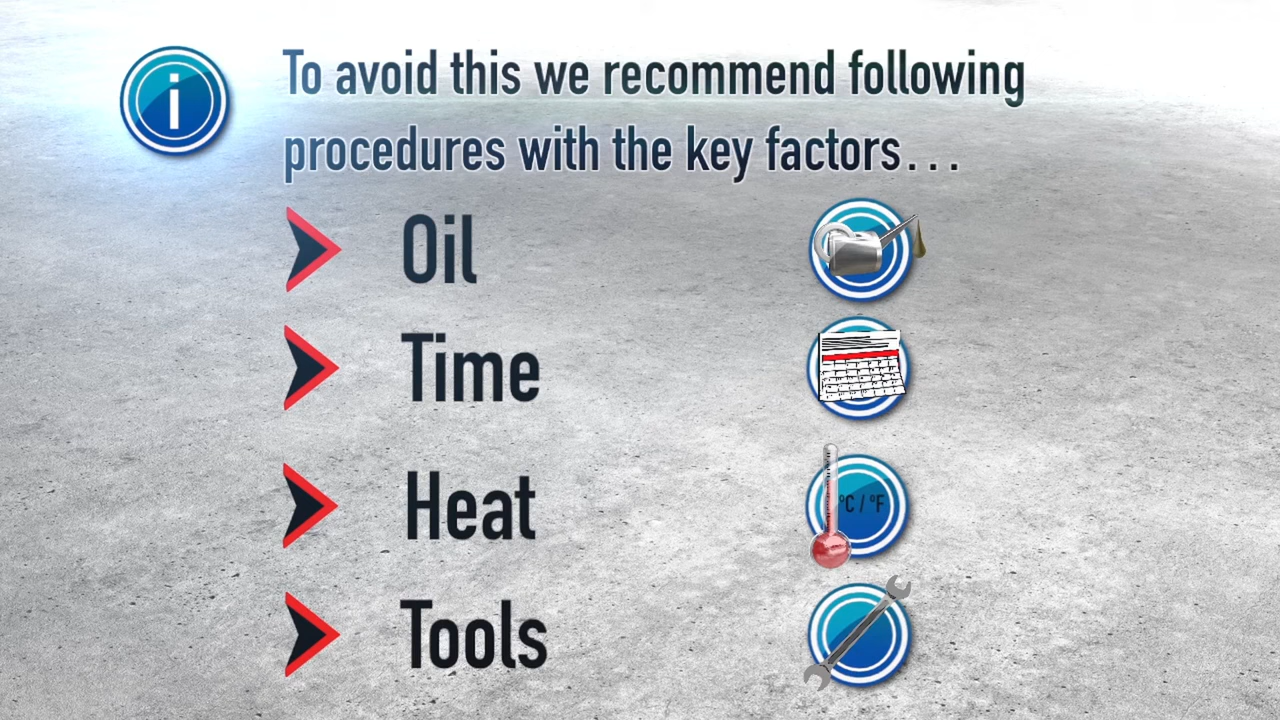 i
To avoid this we recommend following
procedures with the key factors...
Oil
Time
Heat
°C / °F
Tools